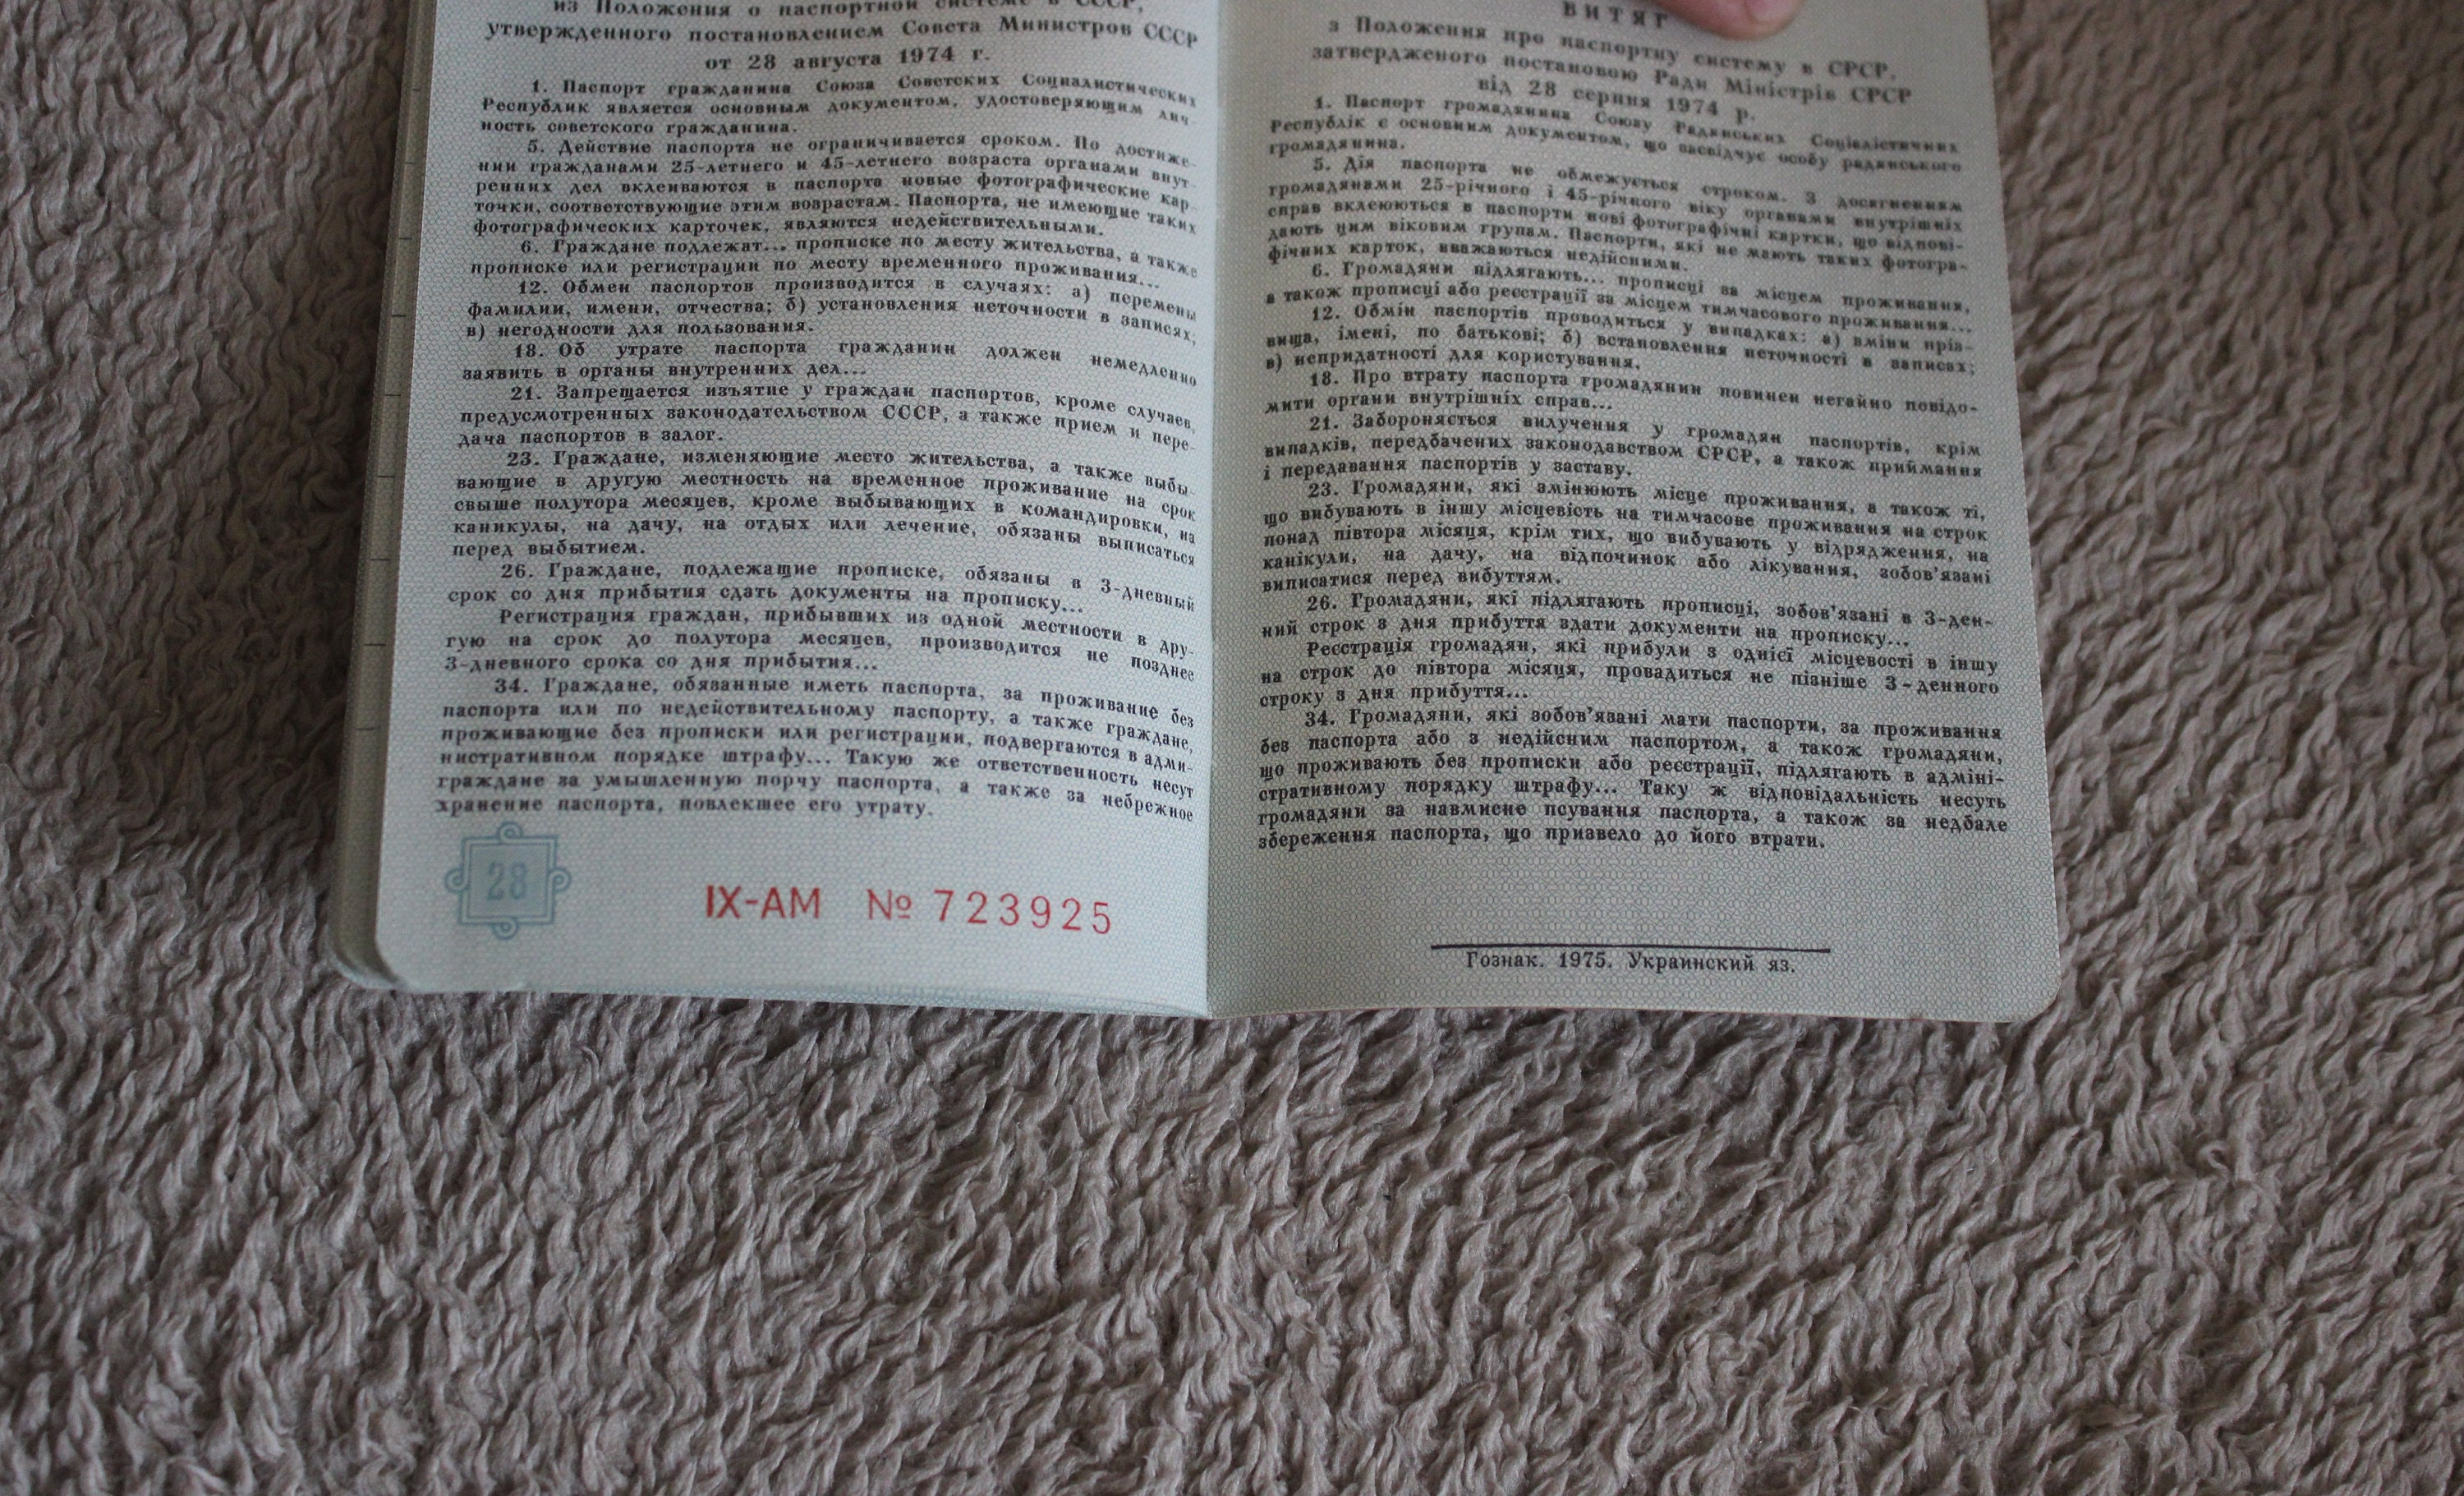 из Положения о паспортной системе в СССР,
утвержденного постановлением Совета Министров СССР
от 28 августа 1974 г.
1. Паспорт гражданина Союза Советских Социалистических
Республик является основным документом, удостоверяющим лич-
ность советского гражданина.
5. Действие паспорта не ограничивается сроком. По достиже-
нии гражданами 25-летнего и 45-летнего возраста органами внут-
ренних дел вклеиваются в паспорта новые фотографические кар-
точки, соответствующие этим возрастам. Паспорта, не имеющие таких
фотографических карточек, являются недействительными.
6. Граждане подлежат... прописке по месту жительства, а также
прописке или регистрации по месту временного проживания...
12. Обмен паспортов производится в случаях: а) перемены
фамилии, имени, отчества; б) установления неточности в записях;
в) негодности для пользования.
18. Об утрате паспорта гражданин должен немедленно
заявить в органы внутренних дел...
21. Запрещается изъятие у граждан паспортов, кроме случаев,
предусмотренных законодательством СССР, а также прием и пере-
дача паспортов в залог.
23. Граждане, изменяющие место жительства, а также выбы-
вающие в другую местность на временное проживание на срок
свыше полутора месяцев, кроме выбывающих в командировки, на
каникулы, на дачу, на отдых или лечение, обязаны выписаться
перед выбытием.
26. Граждане, подлежащие прописке, обязаны в 3-дневный
срок со дня прибытия сдать документы на прописку...
Регистрация граждан, прибывших из одной местности в дру-
гую на срок до полутора месяцев, производится не позднее
3-дневного срока со дня прибытия...
34. Граждане, обязанные иметь паспорта, за проживание без
паспорта или по недействительному паспорту, а также граждане,
проживающие без прописки или регистрации, подвергаются в адми-
нистративном порядке штрафу... Такую же ответственность несут
граждане за умышленную порчу паспорта, а также за небрежное
хранение паспорта, повлекшее его утрату.
28
IX-АМ № 723925
ВИТЯГ
з Положення про паспортну систему в СРСР,
затвердженого постановою Ради Міністрів СРСР
від 28 серпня 1974 р.
1. Паспорт громадянина Союзу Радянських Соціалістичних
Республік є основним документом, що засвідчує особу радянського
громадянина.
5. Дія паспорта не обмежується строком. З досягненням
громадянами 25-річного і 45-річного віку органами внутрішніх
справ вклеюються в паспорти нові фотографічні картки, що відпові-
дають цим віковим групам. Паспорти, які не мають таких фотогра-
фічних карток, вважаються недійсними.
6. Громадяни підлягають... прописці за місцем проживання,
а також прописці або реєстрації за місцем тимчасового проживання...
12. Обмін паспортів проводиться у випадках: а) зміни пріз-
вища, імені, по батькові; б) встановлення неточності в записах;
в) непридатності для користування.
18. Про втрату паспорта громадянин повинен негайно повідо-
мити органи внутрішніх справ...
21. Забороняється вилучення у громадян паспортів, крім
випадків, передбачених законодавством СРСР, а також приймання
і передавання паспортів у заставу.
23. Громадяни, які змінюють місце проживання, а також ті,
що вибувають в іншу місцевість на тимчасове проживання на строк
понад півтора місяця, крім тих, що вибувають у відрядження, на
канікули, на дачу, на відпочинок або лікування, зобов'язані
виписатися перед вибуттям.
26. Громадяни, які підлягають прописці, зобов'язані в 3-ден-
ний строк з дня прибуття здати документи на прописку...
Реєстрація громадян, які прибули з однієї місцевості в іншу
на строк до півтора місяця, провадиться не пізніше 3-денного
строку з дня прибуття...
34. Громадяни, які зобов'язані мати паспорти, за проживання
без паспорта або з недійсним паспортом, а також громадяни,
що проживають без прописки або реєстрації, підлягають в адміні-
стративному порядку штрафу... Таку ж відповідальність несуть
громадяни за навмисне псування паспорта, а також за недбале
збереження паспорта, що призвело до його втрати.
Гознак. 1975. Украинский яз.